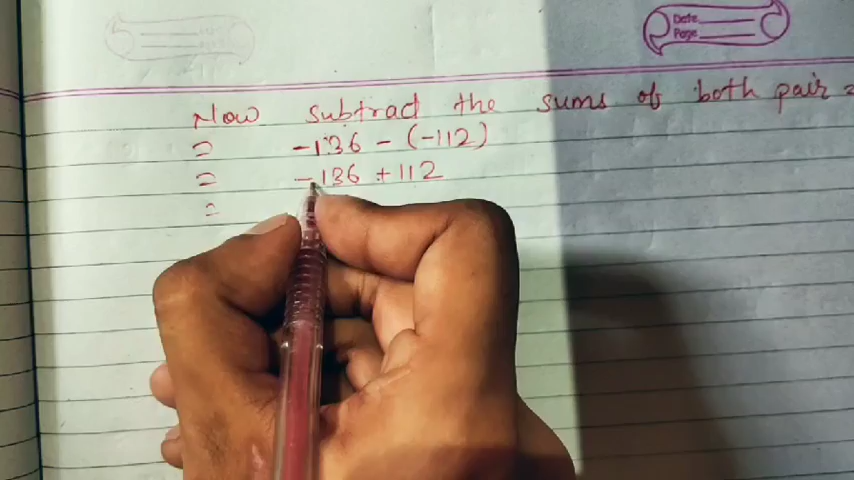 Date
Page
Now subtract the sums of both pair =
= -136 - (-112)
= -136 + 112
=